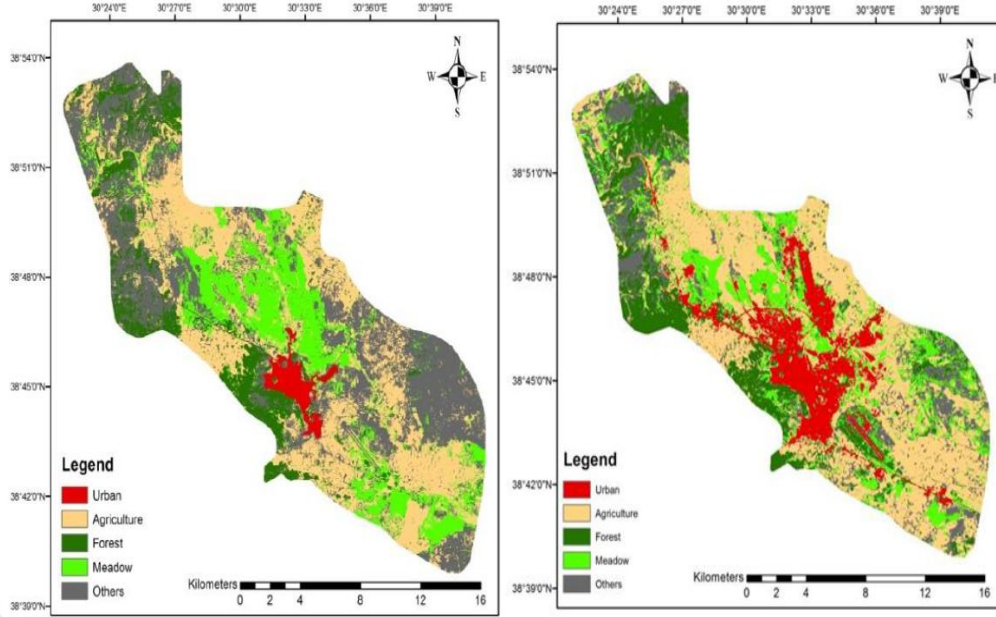 30°24'0"E 30°27'0"E 30°30'0"E 30°33'0"E 30°36'0"E 30°39'0"E
38°54'0"N
38°51'0"N
38°48'0"N
38°45'0"N
38°42'0"N
38°39'0"N
N
W E
S
Legend
Urban
Agriculture
Forest
Meadow
Others
Kilometers
0 2 4 8 12 16
30°24'0"E 30°27'0"E 30°30'0"E 30°33'0"E 30°36'0"E 30°39'0"E
38°54'0"N
38°51'0"N
38°48'0"N
38°45'0"N
38°42'0"N
38°39'0"N
N
W E
S
Legend
Urban
Agriculture
Forest
Meadow
Others
Kilometers
0 2 4 8 12 16